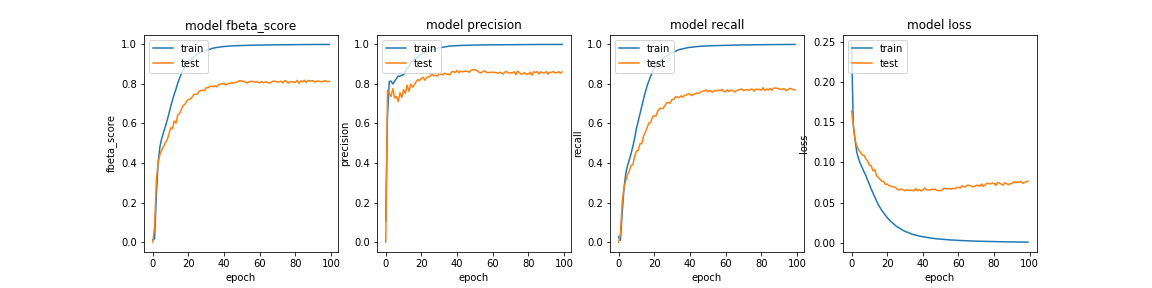 model fbeta_score
train
test
1.0
0.8
0.6
0.4
0.2
0.0
fbeta_score
0 20 40 60 80 100
epoch
model precision
train
test
1.0
0.8
0.6
0.4
0.2
0.0
precision
0 20 40 60 80 100
epoch
model recall
train
test
1.0
0.8
0.6
0.4
0.2
0.0
recall
0 20 40 60 80 100
epoch
model loss
train
test
0.25
0.20
0.15
0.10
0.05
0.00
loss
0 20 40 60 80 100
epoch